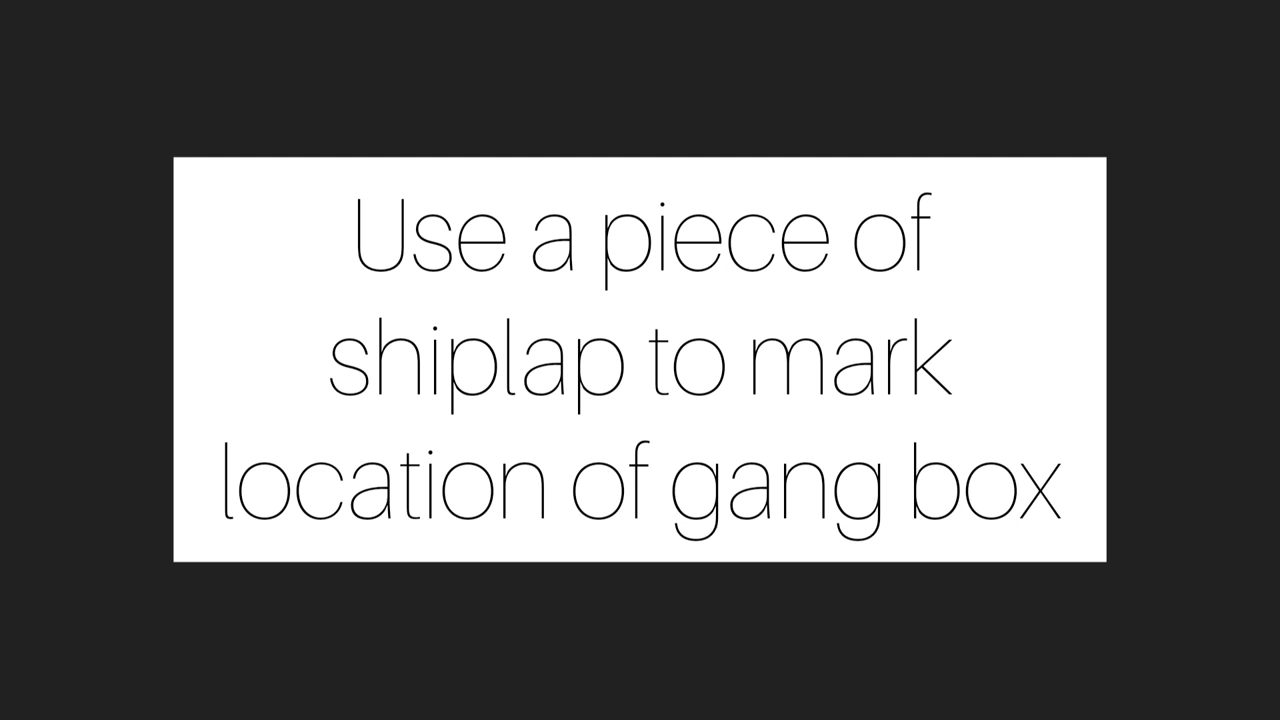 Use a piece of
shiplap to mark
location of gang box